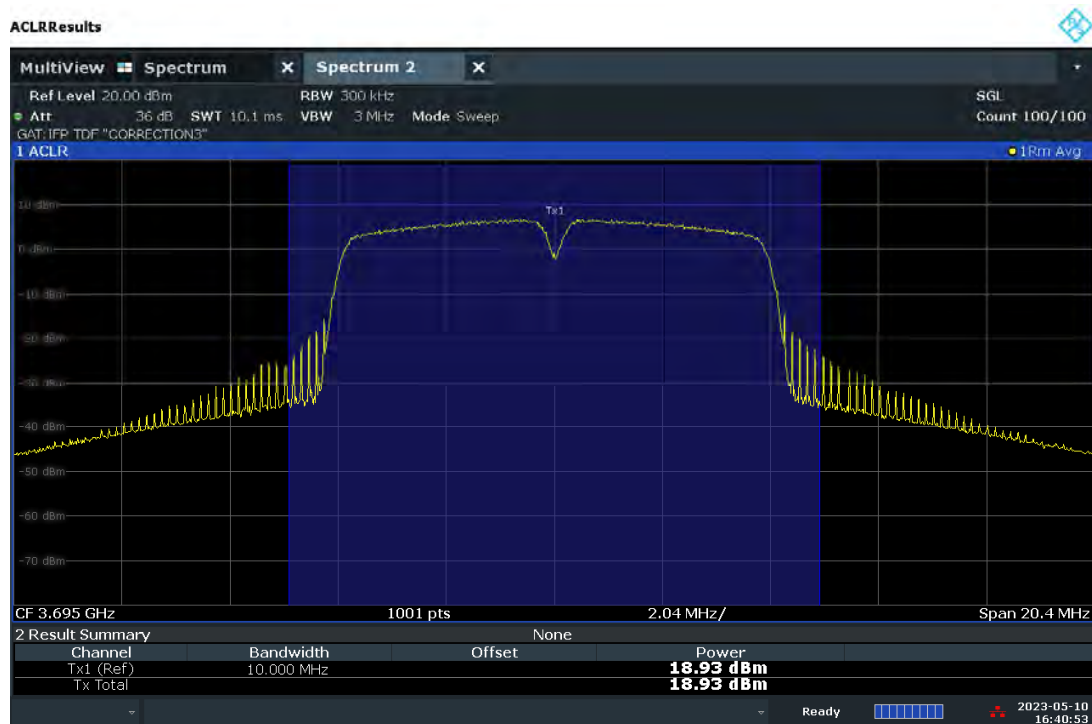 ACLRResults
MultiView Spectrum X Spectrum 2 X
Ref Level 20.00 dBm RBW 300 kHz SGL
Att 36 dB SWT 10.1 ms VBW 3 MHz Mode Sweep Count 100/100
GAT:IFP TDF "CORRECTION3"
1 ACLR 1Rm Avg
10 dBm
Tx1
0 dBm
-10 dBm
-20 dBm
-30 dBm
-40 dBm
-50 dBm
-60 dBm
-70 dBm
CF 3.695 GHz 1001 pts 2.04 MHz/ Span 20.4 MHz
2 Result Summary None
Channel Bandwidth Offset Power
Tx1 (Ref) 10.000 MHz 18.93 dBm
Tx Total 18.93 dBm
Ready 2023-05-10
16:40:53